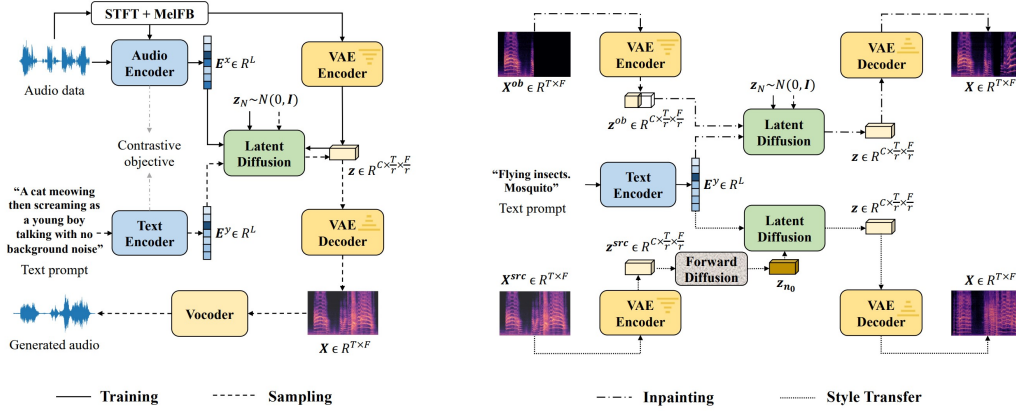 STFT + MelFB
Audio data
Audio
Encoder
E^x ∈ R^L
VAE
Encoder
z_N~N(0, I)
Contrastive
objective
Latent
Diffusion
z ∈ R^{C×T/r×F/r}
“A cat meowing
then screaming as
a young boy
talking with no
background noise”
Text prompt
Text
Encoder
E^y ∈ R^L
VAE
Decoder
Generated audio
Vocoder
X ∈ R^{T×F}
Training
Sampling
X^{ob} ∈ R^{T×F}
VAE
Encoder
z^{ob} ∈ R^{C×T/r×F/r}
z_N~N(0, I)
Latent
Diffusion
VAE
Decoder
X ∈ R^{T×F}
z ∈ R^{C×T/r×F/r}
“Flying insects.
Mosquito”
Text prompt
Text
Encoder
E^y ∈ R^L
Latent
Diffusion
z ∈ R^{C×T/r×F/r}
z^{src} ∈ R^{C×T/r×F/r}
Forward
Diffusion
z_{n_0}
X^{src} ∈ R^{T×F}
VAE
Encoder
VAE
Decoder
X ∈ R^{T×F}
Inpainting
Style Transfer